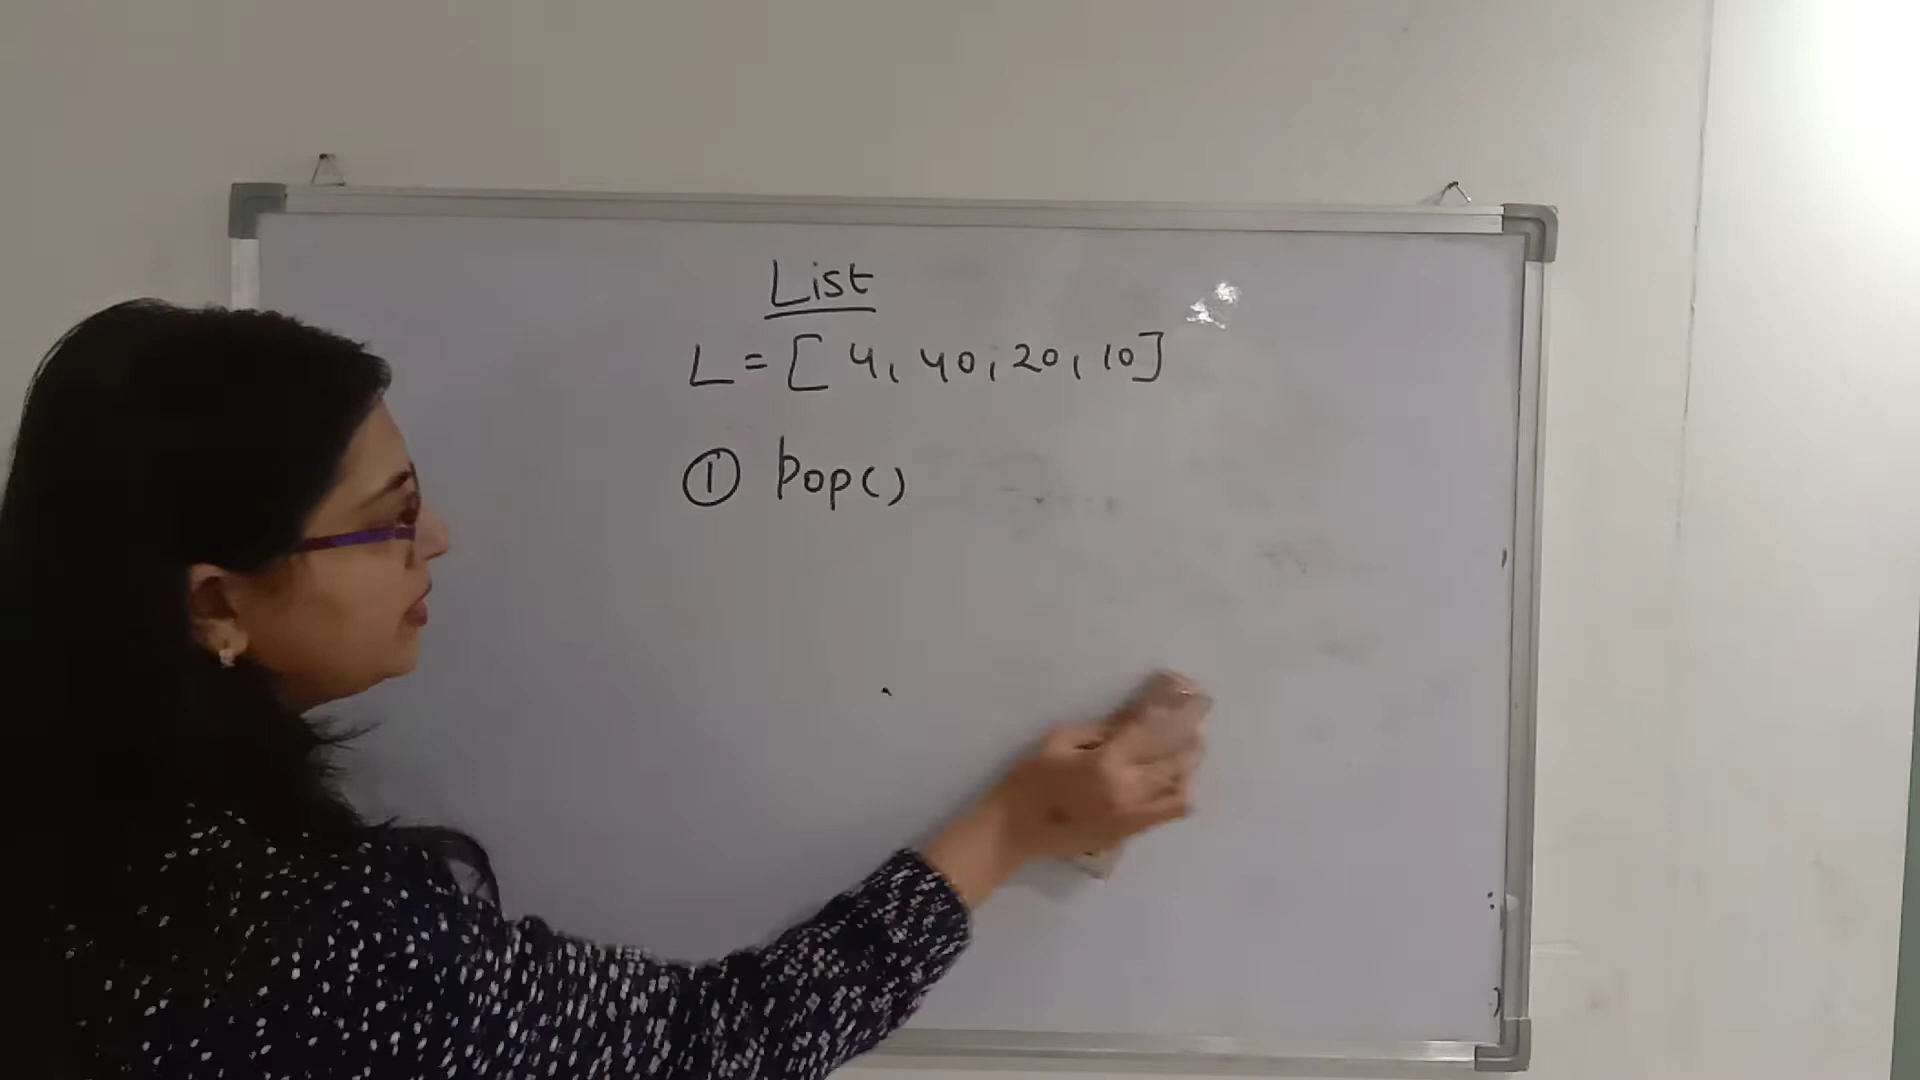 List
L = [ 4, 40, 20, 10]
① pop()